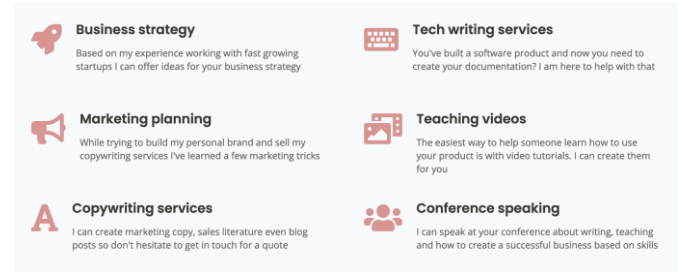 Business strategy
Based on my experience working with fast growing
startups I can offer ideas for your business strategy
Tech writing services
You've built a software product and now you need to
create your documentation? I am here to help with that
Marketing planning
While trying to build my personal brand and sell my
copywriting services I've learned a few marketing tricks
Teaching videos
The easiest way to help someone learn how to use
your product is with video tutorials. I can create them
for you
Copywriting services
I can create marketing copy, sales literature even blog
posts so don't hesitate to get in touch for a quote
Conference speaking
I can speak at your conference about writing, teaching
and how to create a successful business based on skills